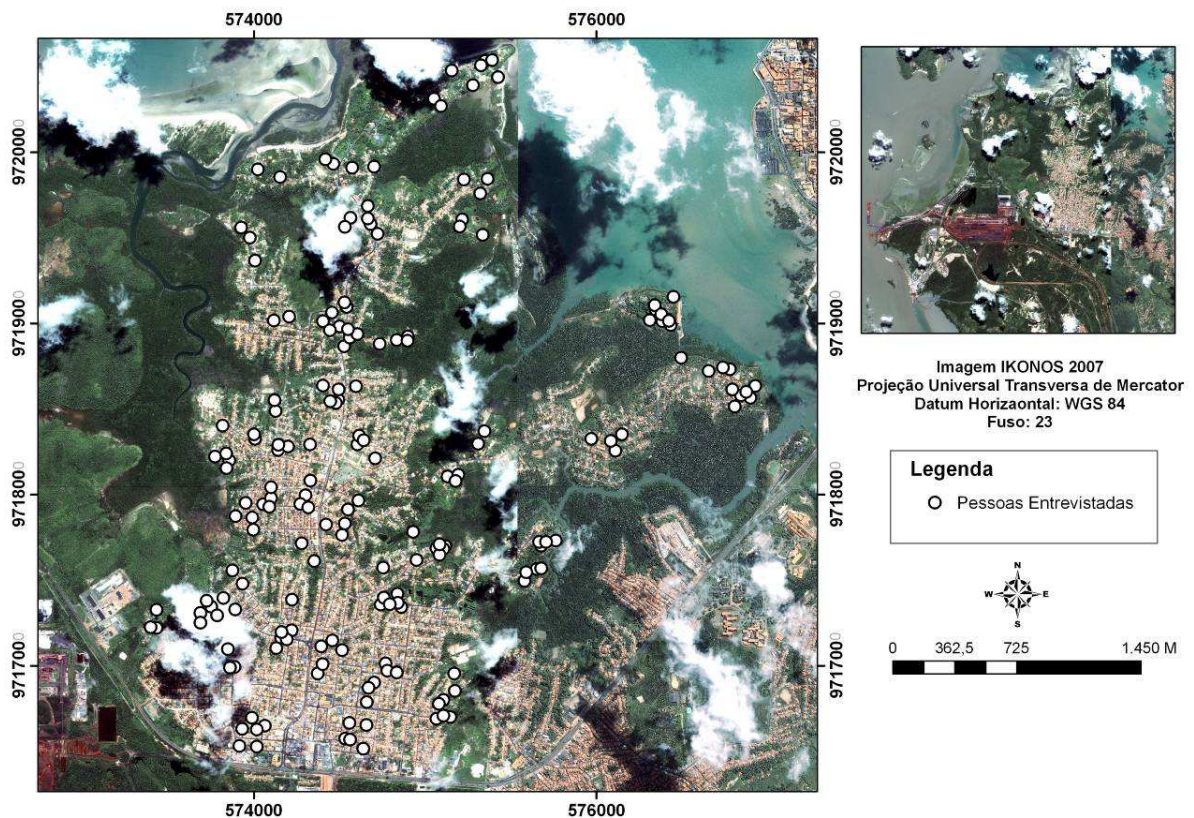 574000
576000
9720000
9720000
9719000
9719000
9718000
9718000
9717000
9717000
574000
576000
Imagem IKONOS 2007
Projeção Universal Transversa de Mercator
Datum Horizaontal: WGS 84
Fuso: 23
Legenda
Pessoas Entrevistadas
N
W
E
S
0 362,5 725 1.450 M